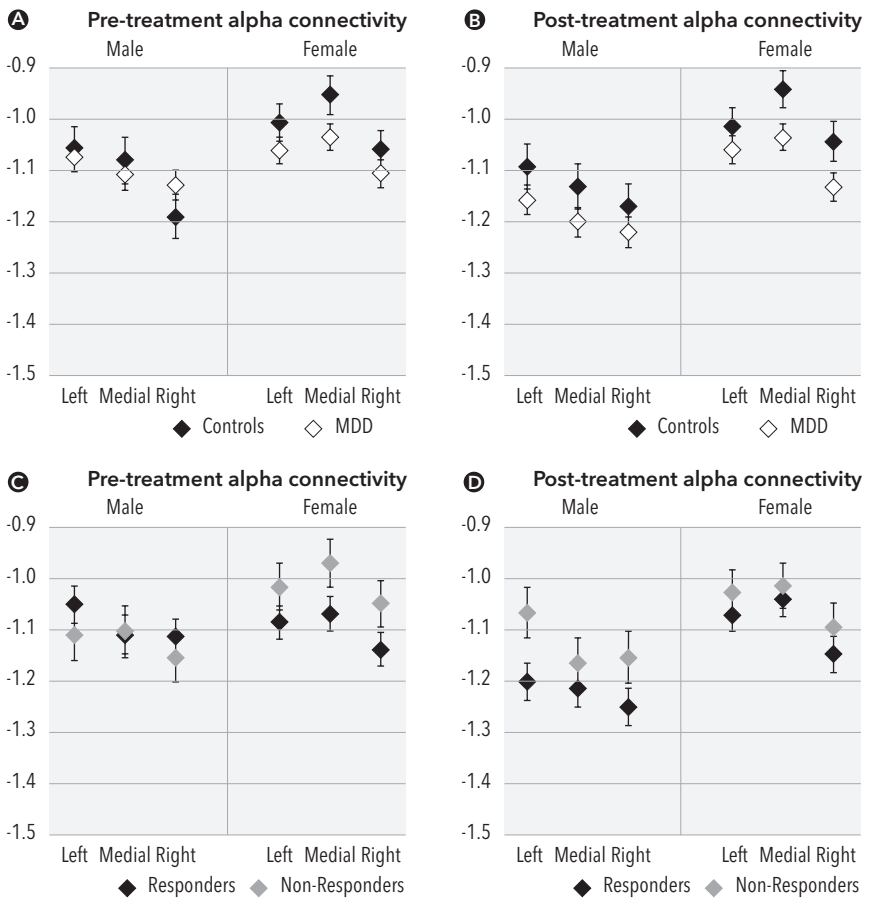 A Pre-treatment alpha connectivity
Male Female
-0.9
-1.0
-1.1
-1.2
-1.3
-1.4
-1.5
Left Medial Right Left Medial Right
Controls MDD
B Post-treatment alpha connectivity
Male Female
-0.9
-1.0
-1.1
-1.2
-1.3
-1.4
-1.5
Left Medial Right Left Medial Right
Controls MDD
C Pre-treatment alpha connectivity
Male Female
-0.9
-1.0
-1.1
-1.2
-1.3
-1.4
-1.5
Left Medial Right Left Medial Right
Responders Non-Responders
D Post-treatment alpha connectivity
Male Female
-0.9
-1.0
-1.1
-1.2
-1.3
-1.4
-1.5
Left Medial Right Left Medial Right
Responders Non-Responders